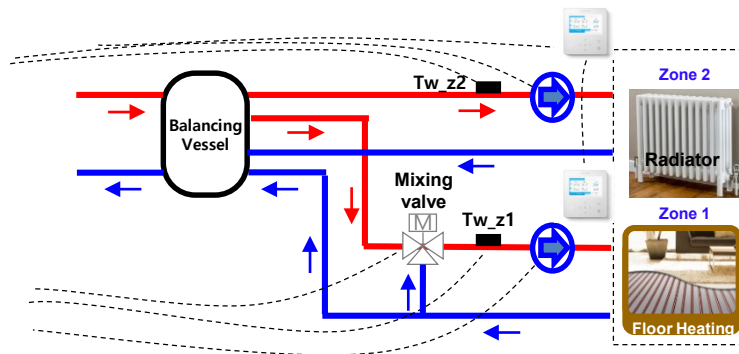 Zone 2
Tw_z2
Balancing
Vessel
Radiator
Mixing
valve
M
Tw_z1
Zone 1
Floor Heating